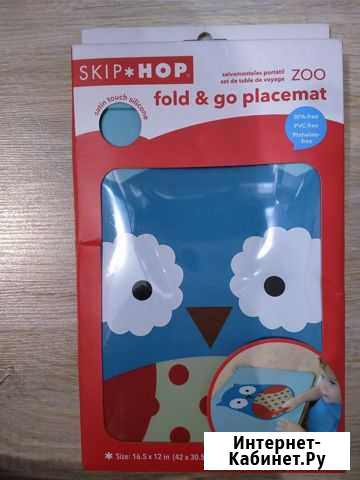 SKIP*HOP
salvamanteles portátil
set de table de voyage
ZOO
fold & go placemat
satin touch silicone
BPA-free
PVC-free
Phthalate-
free
* Size: 16.5 x 12 in (42 x 30.5
Интернет-
Кабинет.Ру